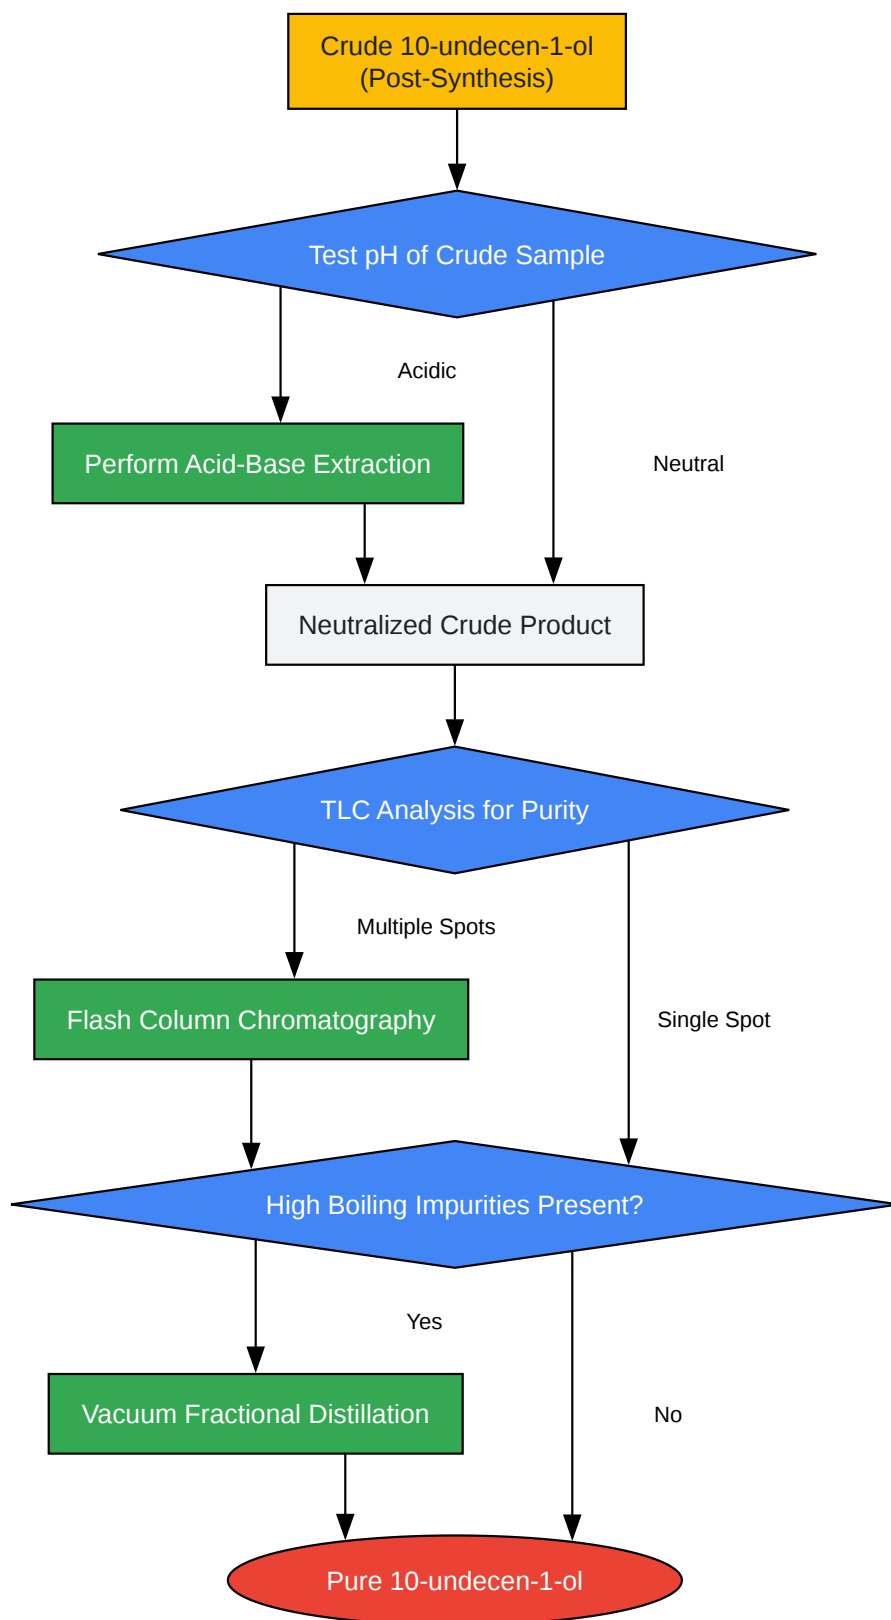 Crude 10-undecen-1-ol
(Post-Synthesis)
Test pH of Crude Sample
Acidic
Perform Acid-Base Extraction
Neutral
Neutralized Crude Product
TLC Analysis for Purity
Multiple Spots
Flash Column Chromatography
Single Spot
High Boiling Impurities Present?
Yes
Vacuum Fractional Distillation
No
Pure 10-undecen-1-ol